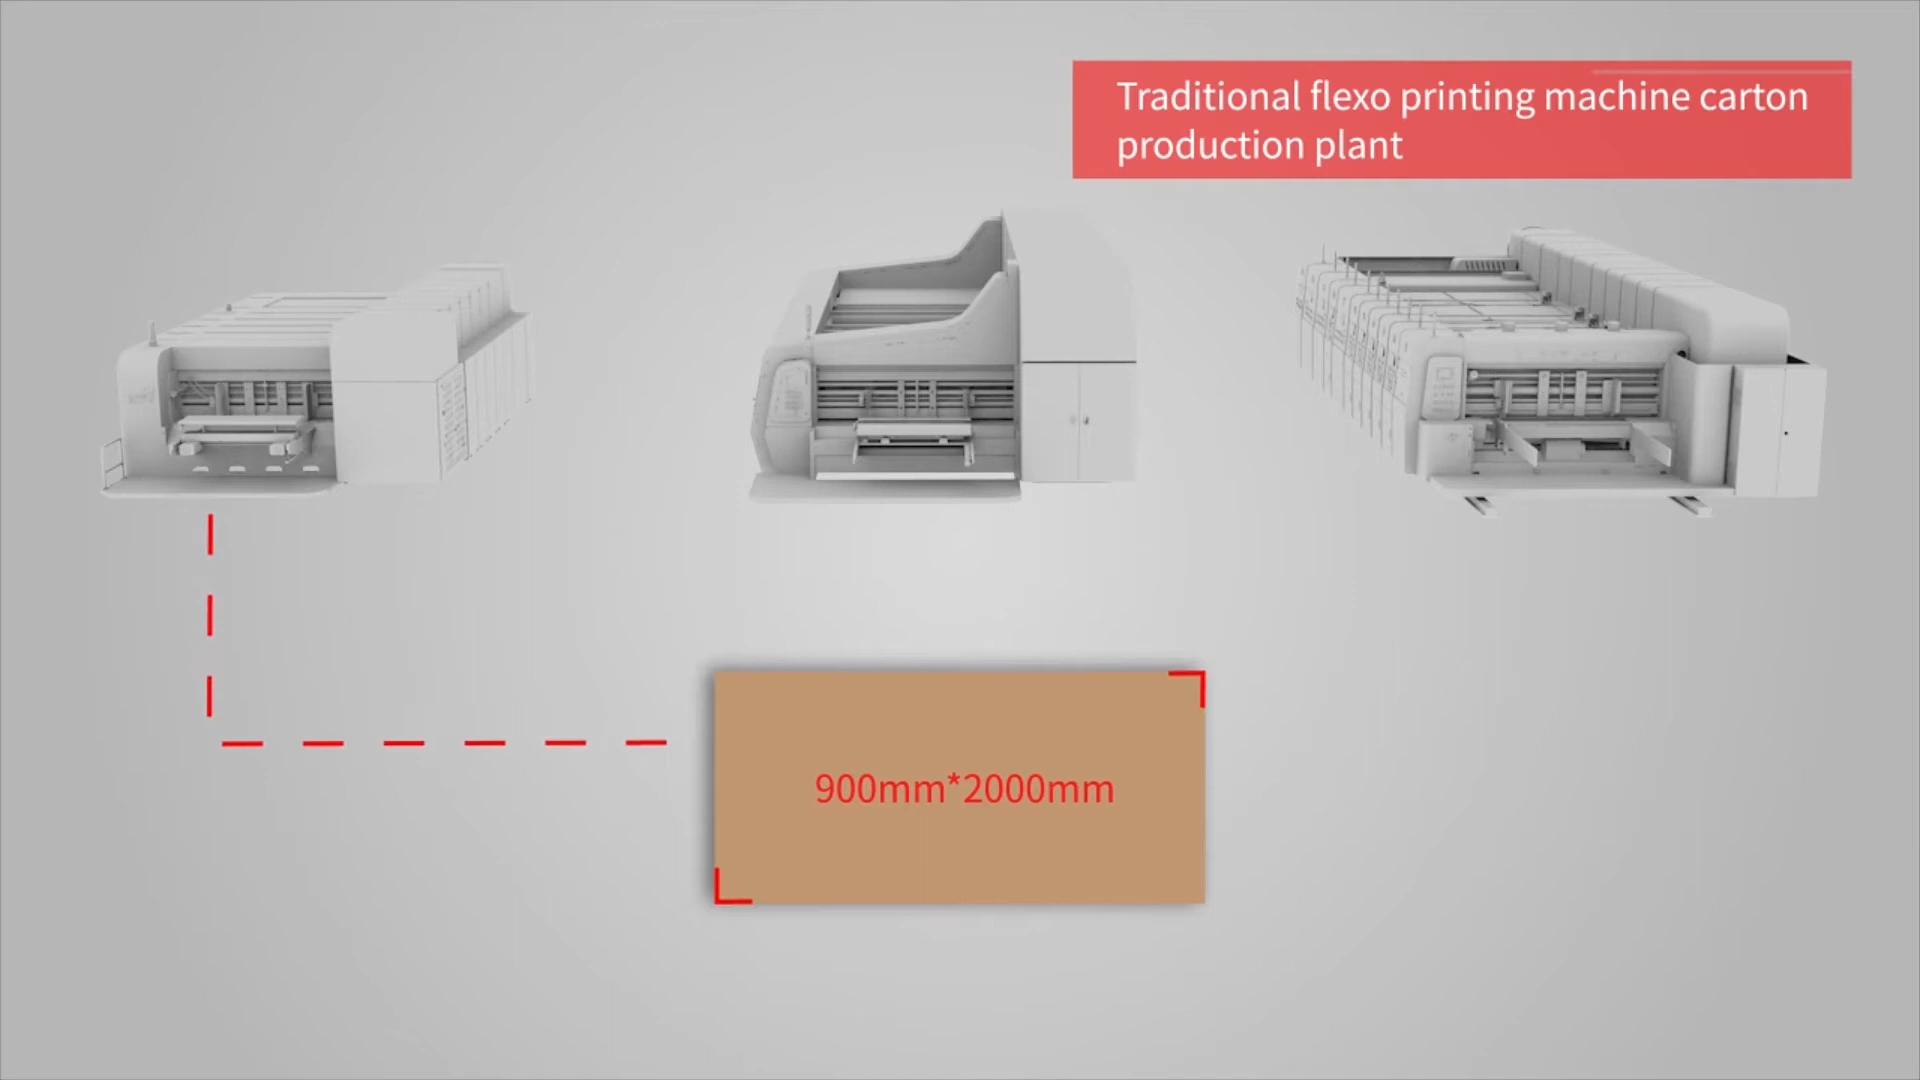 Traditional flexo printing machine carton
production plant
900mm*2000mm